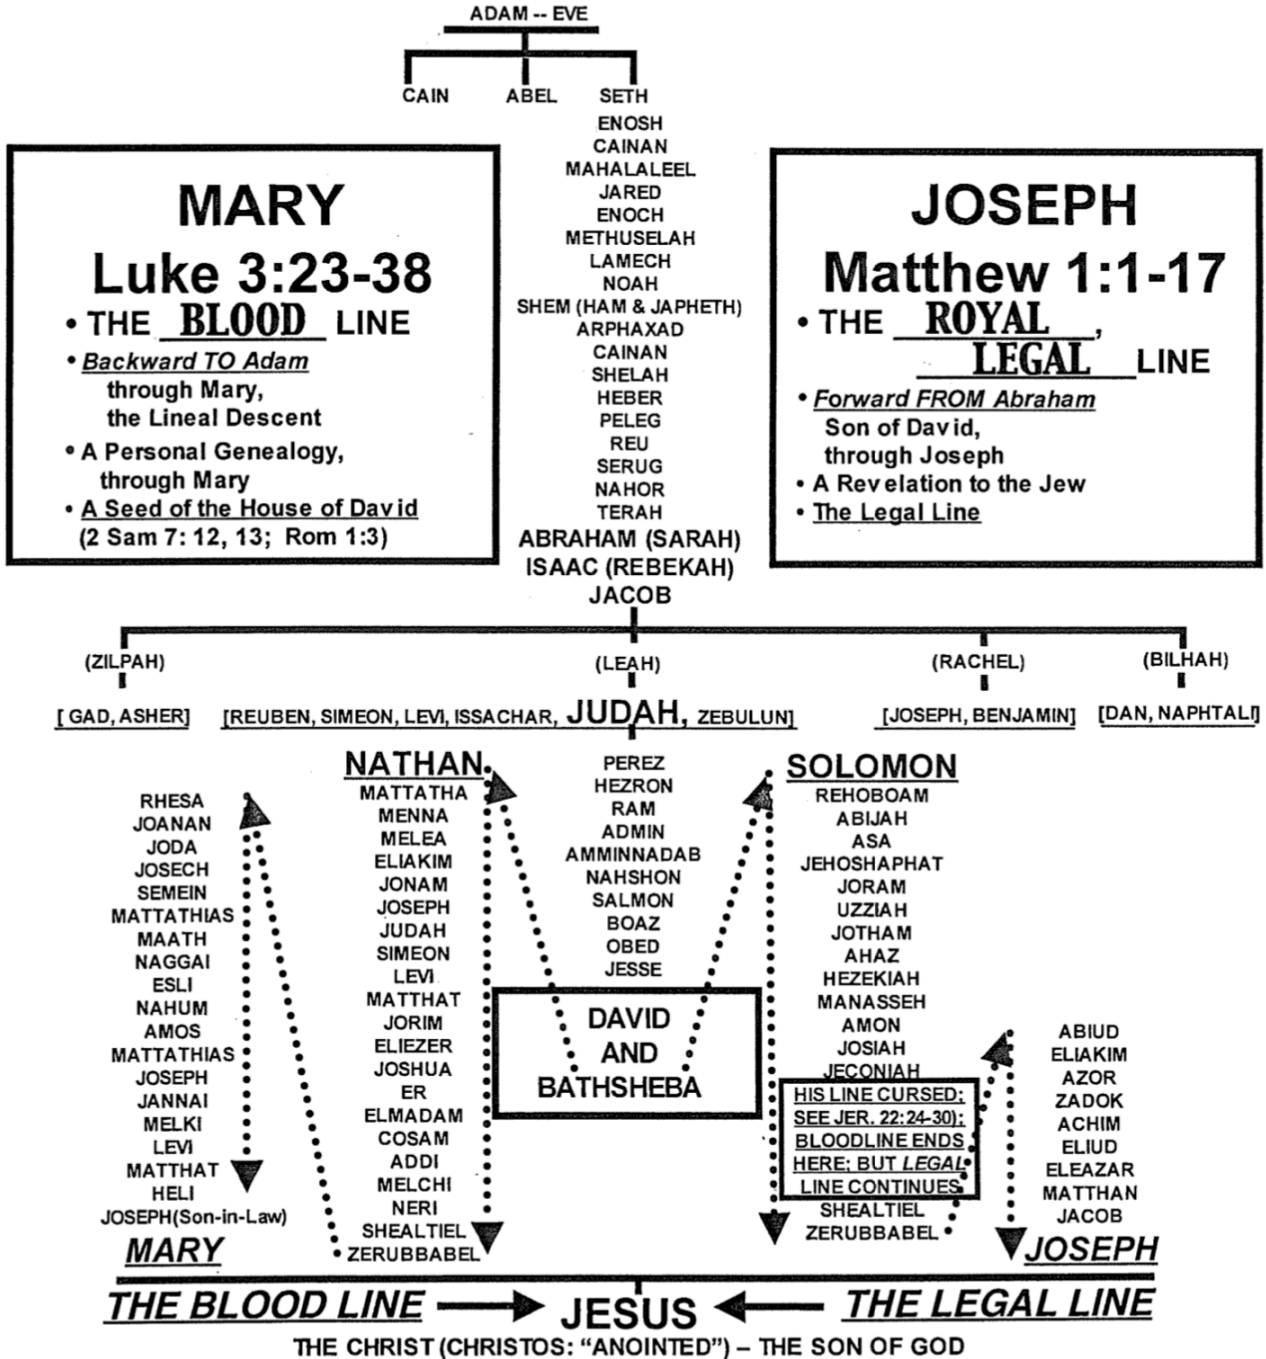 ADAM -- EVE
CAIN ABEL SETH
ENOSH
CAINAN
MAHALALEEL
JARED
ENOCH
METHUSELAH
LAMECH
NOAH
SHEM (HAM & JAPHETH)
ARPHAXAD
CAINAN
SHELAH
HEBER
PELEG
REU
SERUG
NAHOR
TERAH
ABRAHAM (SARAH)
ISAAC (REBEKAH)
JACOB
MARY
Luke 3:23-38
• THE BLOOD LINE
• Backward TO Adam
through Mary,
the Lineal Descent
• A Personal Genealogy,
through Mary
• A Seed of the House of David
(2 Sam 7: 12, 13; Rom 1:3)
JOSEPH
Matthew 1:1-17
• THE ROYAL ,
LEGAL LINE
• Forward FROM Abraham
Son of David,
through Joseph
• A Revelation to the Jew
• The Legal Line
(ZILPAH) (LEAH) (RACHEL) (BILHAH)
[ GAD, ASHER] [REUBEN, SIMEON, LEVI, ISSACHAR, JUDAH, ZEBULUN] [JOSEPH, BENJAMIN] [DAN, NAPHTALI]
PEREZ
HEZRON
RAM
ADMIN
AMMINNADAB
NAHSHON
SALMON
BOAZ
OBED
JESSE
DAVID
AND
BATHSHEBA
NATHAN
MATTATHA
MENNA
MELEA
ELIAKIM
JONAM
JOSEPH
JUDAH
SIMEON
LEVI
MATTHAT
JORIM
ELIEZER
JOSHUA
ER
ELMADAM
COSAM
ADDI
MELCHI
NERI
SHEALTIEL
ZERUBBABEL
RHESA
JOANAN
JODA
JOSECH
SEMEIN
MATTATHIAS
MAATH
NAGGAI
ESLI
NAHUM
AMOS
MATTATHIAS
JOSEPH
JANNAI
MELKI
LEVI
MATTHAT
HELI
JOSEPH(Son-in-Law)
MARY
SOLOMON
REHOBOAM
ABIJAH
ASA
JEHOSHAPHAT
JORAM
UZZIAH
JOTHAM
AHAZ
HEZEKIAH
MANASSEH
AMON
JOSIAH
JECONIAH
HIS LINE CURSED;
SEE JER. 22:24-30);
BLOODLINE ENDS
HERE; BUT LEGAL
LINE CONTINUES
SHEALTIEL
ZERUBBABEL
ABIUD
ELIAKIM
AZOR
ZADOK
ACHIM
ELIUD
ELEAZAR
MATTHAN
JACOB
JOSEPH
THE BLOOD LINE JESUS THE LEGAL LINE
THE CHRIST (CHRISTOS: “ANOINTED”) – THE SON OF GOD